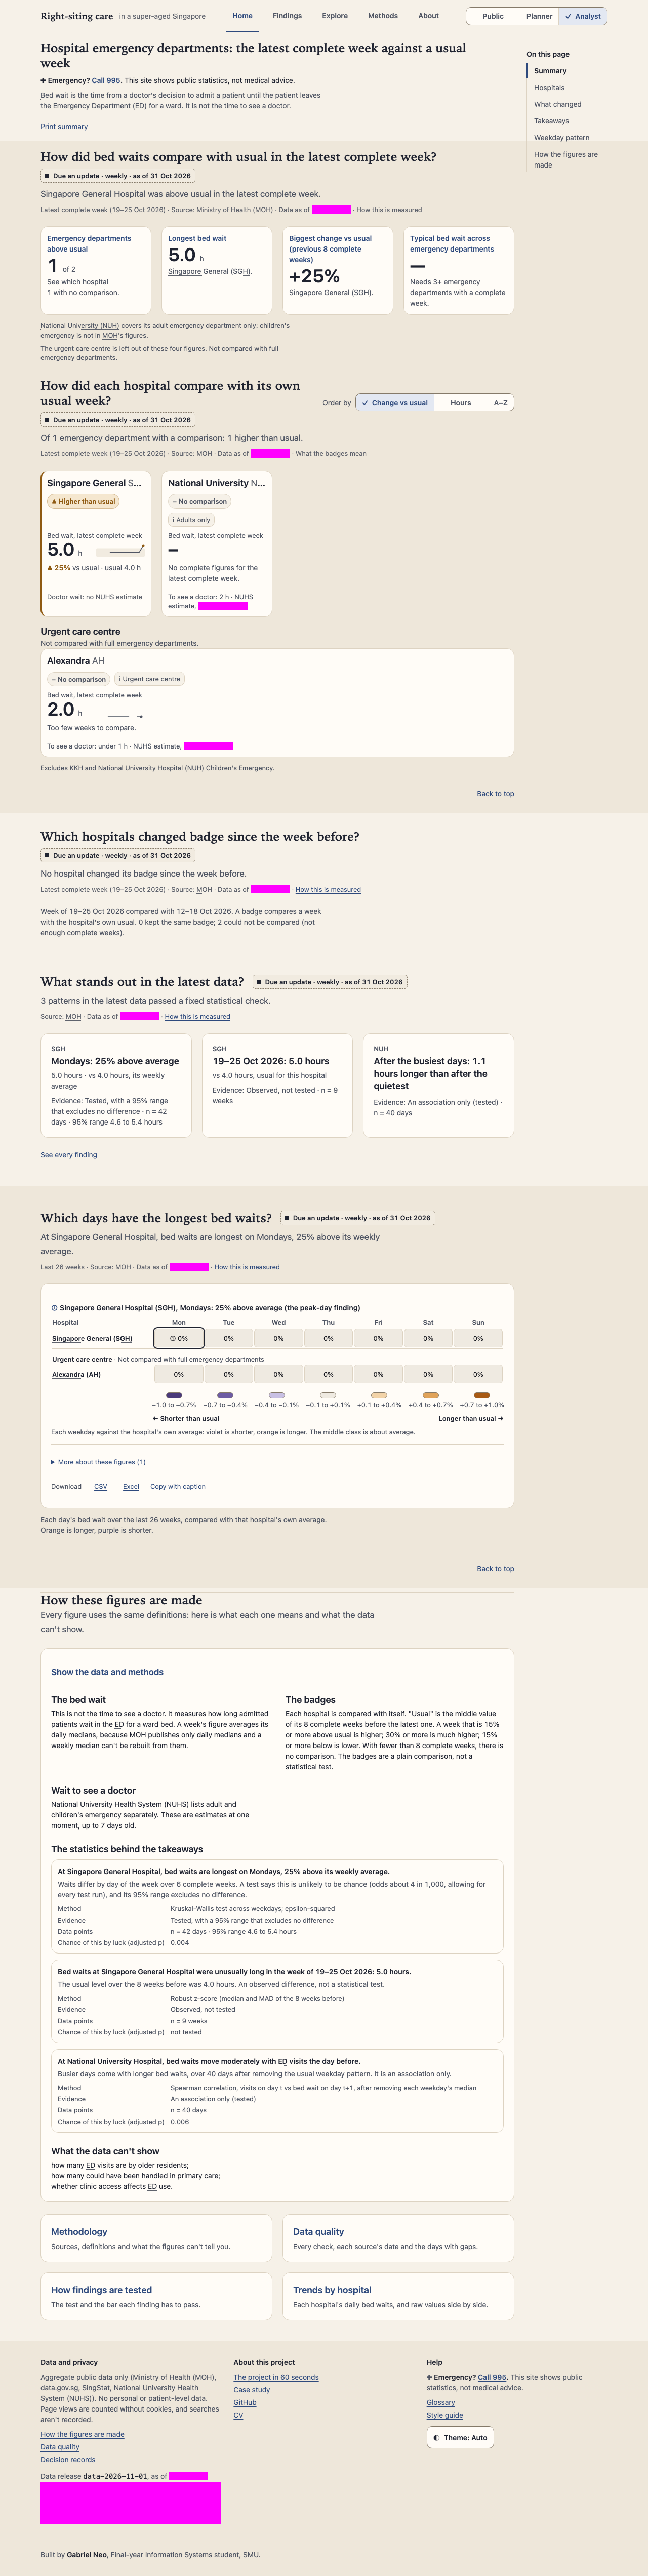 Right-siting care in a super-aged Singapore
Home Findings Explore Methods About
Public Planner ✓ Analyst
Hospital emergency departments: the latest complete week against a usual
week
✚ Emergency? Call 995. This site shows public statistics, not medical advice.
Bed wait is the time from a doctor's decision to admit a patient until the patient leaves
the Emergency Department (ED) for a ward. It is not the time to see a doctor.
Print summary
On this page
Summary
Hospitals
What changed
Takeaways
Weekday pattern
How the figures are
made
How did bed waits compare with usual in the latest complete week?
■ Due an update · weekly · as of 31 Oct 2026
Singapore General Hospital was above usual in the latest complete week.
Latest complete week (19–25 Oct 2026) · Source: Ministry of Health (MOH) · Data as of · How this is measured
Emergency departments
above usual
1 of 2
See which hospital
1 with no comparison.
Longest bed wait
5.0 h
Singapore General (SGH).
Biggest change vs usual
(previous 8 complete
weeks)
+25%
Singapore General (SGH).
Typical bed wait across
emergency departments
—
Needs 3+ emergency
departments with a complete
week.
National University (NUH) covers its adult emergency department only: children's
emergency is not in MOH's figures.
The urgent care centre is left out of these four figures. Not compared with full
emergency departments.
How did each hospital compare with its own
usual week?
Order by ✓ Change vs usual Hours A–Z
■ Due an update · weekly · as of 31 Oct 2026
Of 1 emergency department with a comparison: 1 higher than usual.
Latest complete week (19–25 Oct 2026) · Source: MOH · Data as of · What the badges mean
Singapore General S...
▲ Higher than usual
Bed wait, latest complete week
5.0 h
▲ 25% vs usual · usual 4.0 h
Doctor wait: no NUHS estimate
National University N...
– No comparison
i Adults only
Bed wait, latest complete week
–
No complete figures for the
latest complete week.
To see a doctor: 2 h · NUHS
estimate,
Urgent care centre
Not compared with full emergency departments.
Alexandra AH
– No comparison i Urgent care centre
Bed wait, latest complete week
2.0 h
Too few weeks to compare.
To see a doctor: under 1 h · NUHS estimate,
Excludes KKH and National University Hospital (NUH) Children's Emergency.
Back to top
Which hospitals changed badge since the week before?
■ Due an update · weekly · as of 31 Oct 2026
No hospital changed its badge since the week before.
Latest complete week (19–25 Oct 2026) · Source: MOH · Data as of · How this is measured
Week of 19–25 Oct 2026 compared with 12–18 Oct 2026. A badge compares a week
with the hospital's own usual. 0 kept the same badge; 2 could not be compared (not
enough complete weeks).
What stands out in the latest data? ■ Due an update · weekly · as of 31 Oct 2026
3 patterns in the latest data passed a fixed statistical check.
Source: MOH · Data as of · How this is measured
SGH
Mondays: 25% above average
5.0 hours · vs 4.0 hours, its weekly
average
Evidence: Tested, with a 95% range
that excludes no difference · n = 42
days · 95% range 4.6 to 5.4 hours
SGH
19–25 Oct 2026: 5.0 hours
vs 4.0 hours, usual for this hospital
Evidence: Observed, not tested · n = 9
weeks
NUH
After the busiest days: 1.1
hours longer than after the
quietest
Evidence: An association only (tested) ·
n = 40 days
See every finding
Which days have the longest bed waits? ■ Due an update · weekly · as of 31 Oct 2026
At Singapore General Hospital, bed waits are longest on Mondays, 25% above its weekly
average.
Last 26 weeks · Source: MOH · Data as of · How this is measured
① Singapore General Hospital (SGH), Mondays: 25% above average (the peak-day finding)
Hospital Mon Tue Wed Thu Fri Sat Sun
Singapore General (SGH) ① 0% 0% 0% 0% 0% 0% 0%
Urgent care centre · Not compared with full emergency departments
Alexandra (AH) 0% 0% 0% 0% 0% 0% 0%
−1.0 to −0.7% −0.7 to −0.4% −0.4 to −0.1% −0.1 to +0.1% +0.1 to +0.4% +0.4 to +0.7% +0.7 to +1.0%
← Shorter than usual Longer than usual →
Each weekday against the hospital's own average: violet is shorter, orange is longer. The middle class is about average.
▶ More about these figures (1)
Download CSV Excel Copy with caption
Each day's bed wait over the last 26 weeks, compared with that hospital's own average.
Orange is longer, purple is shorter.
Back to top
How these figures are made
Every figure uses the same definitions: here is what each one means and what the data
can't show.
Show the data and methods
The bed wait
This is not the time to see a doctor. It measures how long admitted
patients wait in the ED for a ward bed. A week's figure averages its
daily medians, because MOH publishes only daily medians and a
weekly median can't be rebuilt from them.
The badges
Each hospital is compared with itself. "Usual" is the middle value
of its 8 complete weeks before the latest one. A week that is 15%
or more above usual is higher; 30% or more is much higher; 15%
or more below is lower. With fewer than 8 complete weeks, there is
no comparison. The badges are a plain comparison, not a
statistical test.
Wait to see a doctor
National University Health System (NUHS) lists adult and
children's emergency separately. These are estimates at one
moment, up to 7 days old.
The statistics behind the takeaways
At Singapore General Hospital, bed waits are longest on Mondays, 25% above its weekly average.
Waits differ by day of the week over 6 complete weeks. A test says this is unlikely to be chance (odds about 4 in 1,000, allowing for
every test run), and its 95% range excludes no difference.
Method Kruskal-Wallis test across weekdays; epsilon-squared
Evidence Tested, with a 95% range that excludes no difference
Data points n = 42 days · 95% range 4.6 to 5.4 hours
Chance of this by luck (adjusted p) 0.004
Bed waits at Singapore General Hospital were unusually long in the week of 19–25 Oct 2026: 5.0 hours.
The usual level over the 8 weeks before was 4.0 hours. An observed difference, not a statistical test.
Method Robust z-score (median and MAD of the 8 weeks before)
Evidence Observed, not tested
Data points n = 9 weeks
Chance of this by luck (adjusted p) not tested
At National University Hospital, bed waits move moderately with ED visits the day before.
Busier days come with longer bed waits, over 40 days after removing the usual weekday pattern. It is an association only.
Method Spearman correlation, visits on day t vs bed wait on day t+1, after removing each weekday's median
Evidence An association only (tested)
Data points n = 40 days
Chance of this by luck (adjusted p) 0.006
What the data can't show
how many ED visits are by older residents;
how many could have been handled in primary care;
whether clinic access affects ED use.
Methodology
Sources, definitions and what the figures can't tell you.
Data quality
Every check, each source's date and the days with gaps.
How findings are tested
The test and the bar each finding has to pass.
Trends by hospital
Each hospital's daily bed waits, and raw values side by side.
Data and privacy
Aggregate public data only (Ministry of Health (MOH),
data.gov.sg, SingStat, National University Health
System (NUHS)). No personal or patient-level data.
Page views are counted without cookies, and searches
aren't recorded.
How the figures are made
Data quality
Decision records
Data release data-2026-11-01, as of
About this project
The project in 60 seconds
Case study
GitHub
CV
Help
✚ Emergency? Call 995. This site shows public
statistics, not medical advice.
Glossary
Style guide
◐ Theme: Auto
Built by Gabriel Neo, Final-year Information Systems student, SMU.